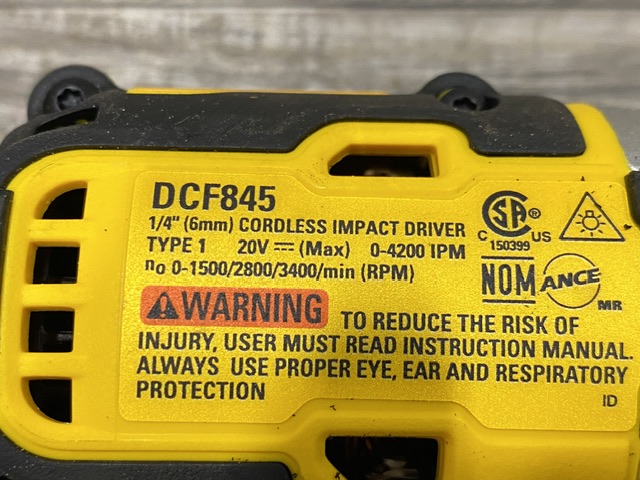 DCF845
1/4" (6mm) CORDLESS IMPACT DRIVER
TYPE 1 20V ⎓ (Max) 0-4200 IPM
no 0-1500/2800/3400/min (RPM)
CSA ®
C 150399 US
NOM ANCE MR
⚠WARNING TO REDUCE THE RISK OF
INJURY, USER MUST READ INSTRUCTION MANUAL.
ALWAYS USE PROPER EYE, EAR AND RESPIRATORY
PROTECTION
ID